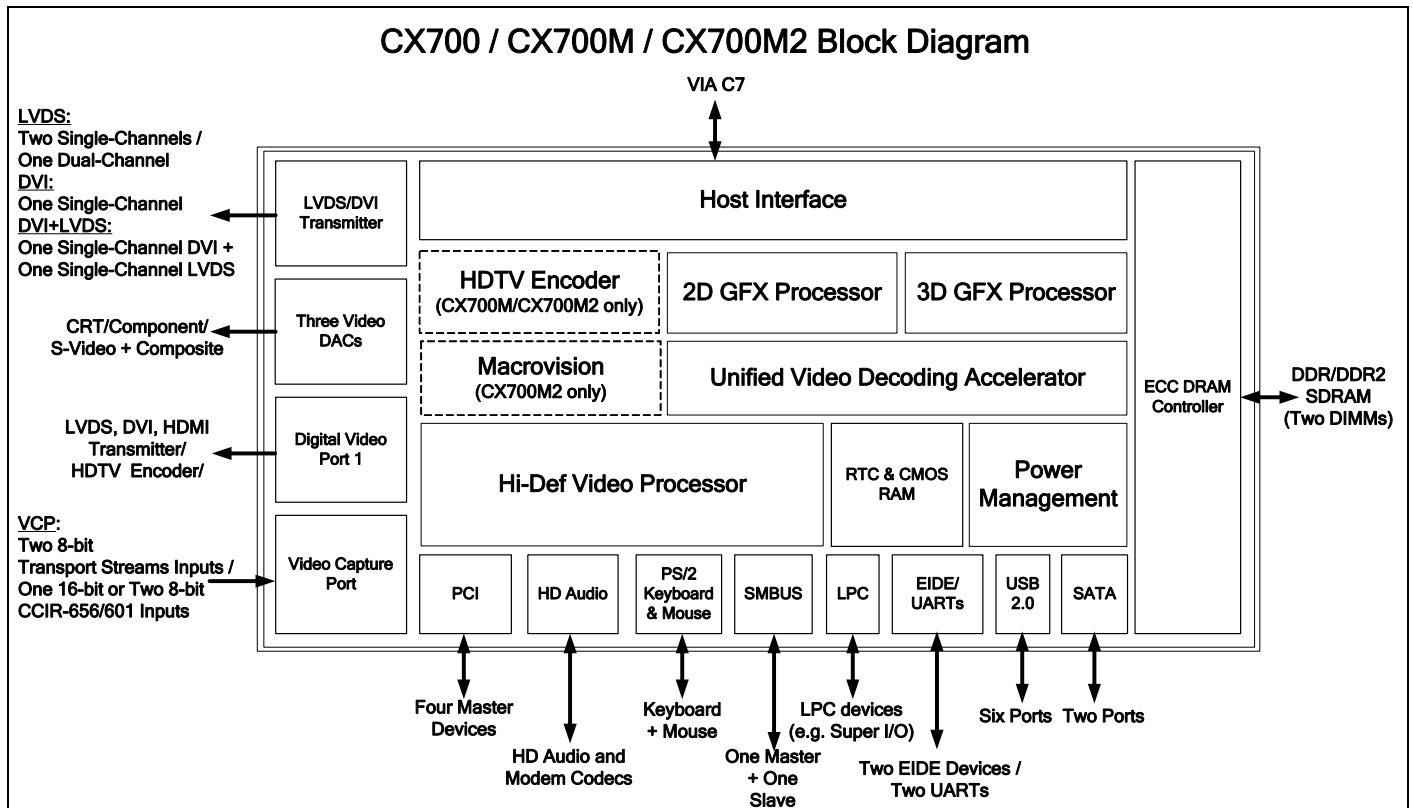 CX700 / CX700M / CX700M2 Block Diagram
VIA C7
LVDS:
Two Single-Channels /
One Dual-Channel
DVI:
One Single-Channel
DVI+LVDS:
One Single-Channel DVI +
One Single-Channel LVDS
LVDS/DVI
Transmitter
Host Interface
HDTV Encoder
(CX700M/CX700M2 only)
2D GFX Processor
3D GFX Processor
CRT/Component/
S-Video + Composite
Three Video
DACs
Macrovision
(CX700M2 only)
Unified Video Decoding Accelerator
ECC DRAM
Controller
DDR/DDR2
SDRAM
(Two DIMMs)
LVDS, DVI, HDMI
Transmitter/
HDTV Encoder/
Digital Video
Port 1
Hi-Def Video Processor
RTC & CMOS
RAM
Power
Management
VCP:
Two 8-bit
Transport Streams Inputs /
One 16-bit or Two 8-bit
CCIR-656/601 Inputs
Video Capture
Port
PCI
HD Audio
PS/2
Keyboard
& Mouse
SMBUS
LPC
EIDE/
UARTs
USB
2.0
SATA
Four Master
Devices
HD Audio and
Modem Codecs
Keyboard
+ Mouse
One Master
+ One
Slave
LPC devices
(e.g. Super I/O)
Two EIDE Devices /
Two UARTs
Six Ports
Two Ports